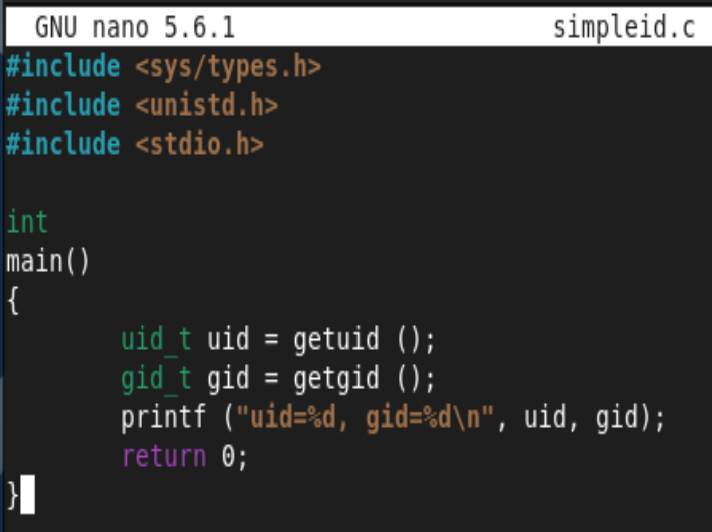 GNU nano 5.6.1 simpleid.c
#include <sys/types.h>
#include <unistd.h>
#include <stdio.h>
int
main()
{
uid_t uid = getuid ();
gid_t gid = getgid ();
printf ("uid=%d, gid=%d\n", uid, gid);
return 0;
}